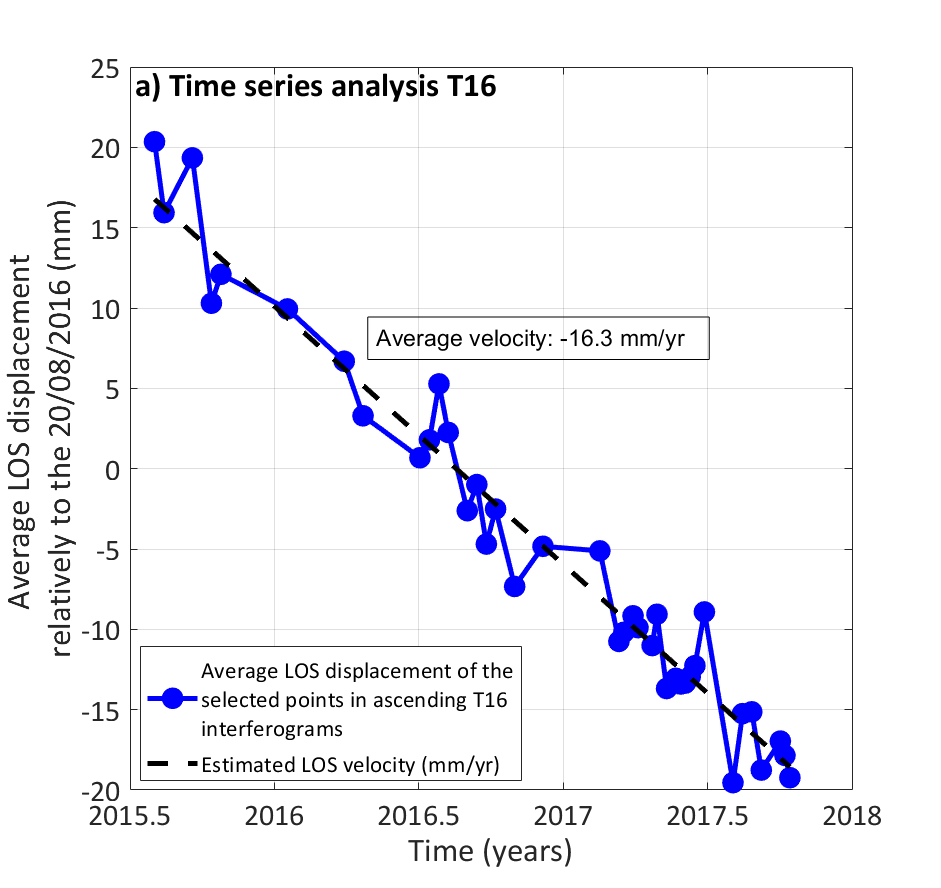 a) Time series analysis T16
25
20
15
10
5
0
-5
-10
-15
-20
Average LOS displacement
relatively to the 20/08/2016 (mm)
Average velocity: -16.3 mm/yr
Average LOS displacement of the
selected points in ascending T16
interferograms
Estimated LOS velocity (mm/yr)
2015.5 2016 2016.5 2017 2017.5 2018
Time (years)